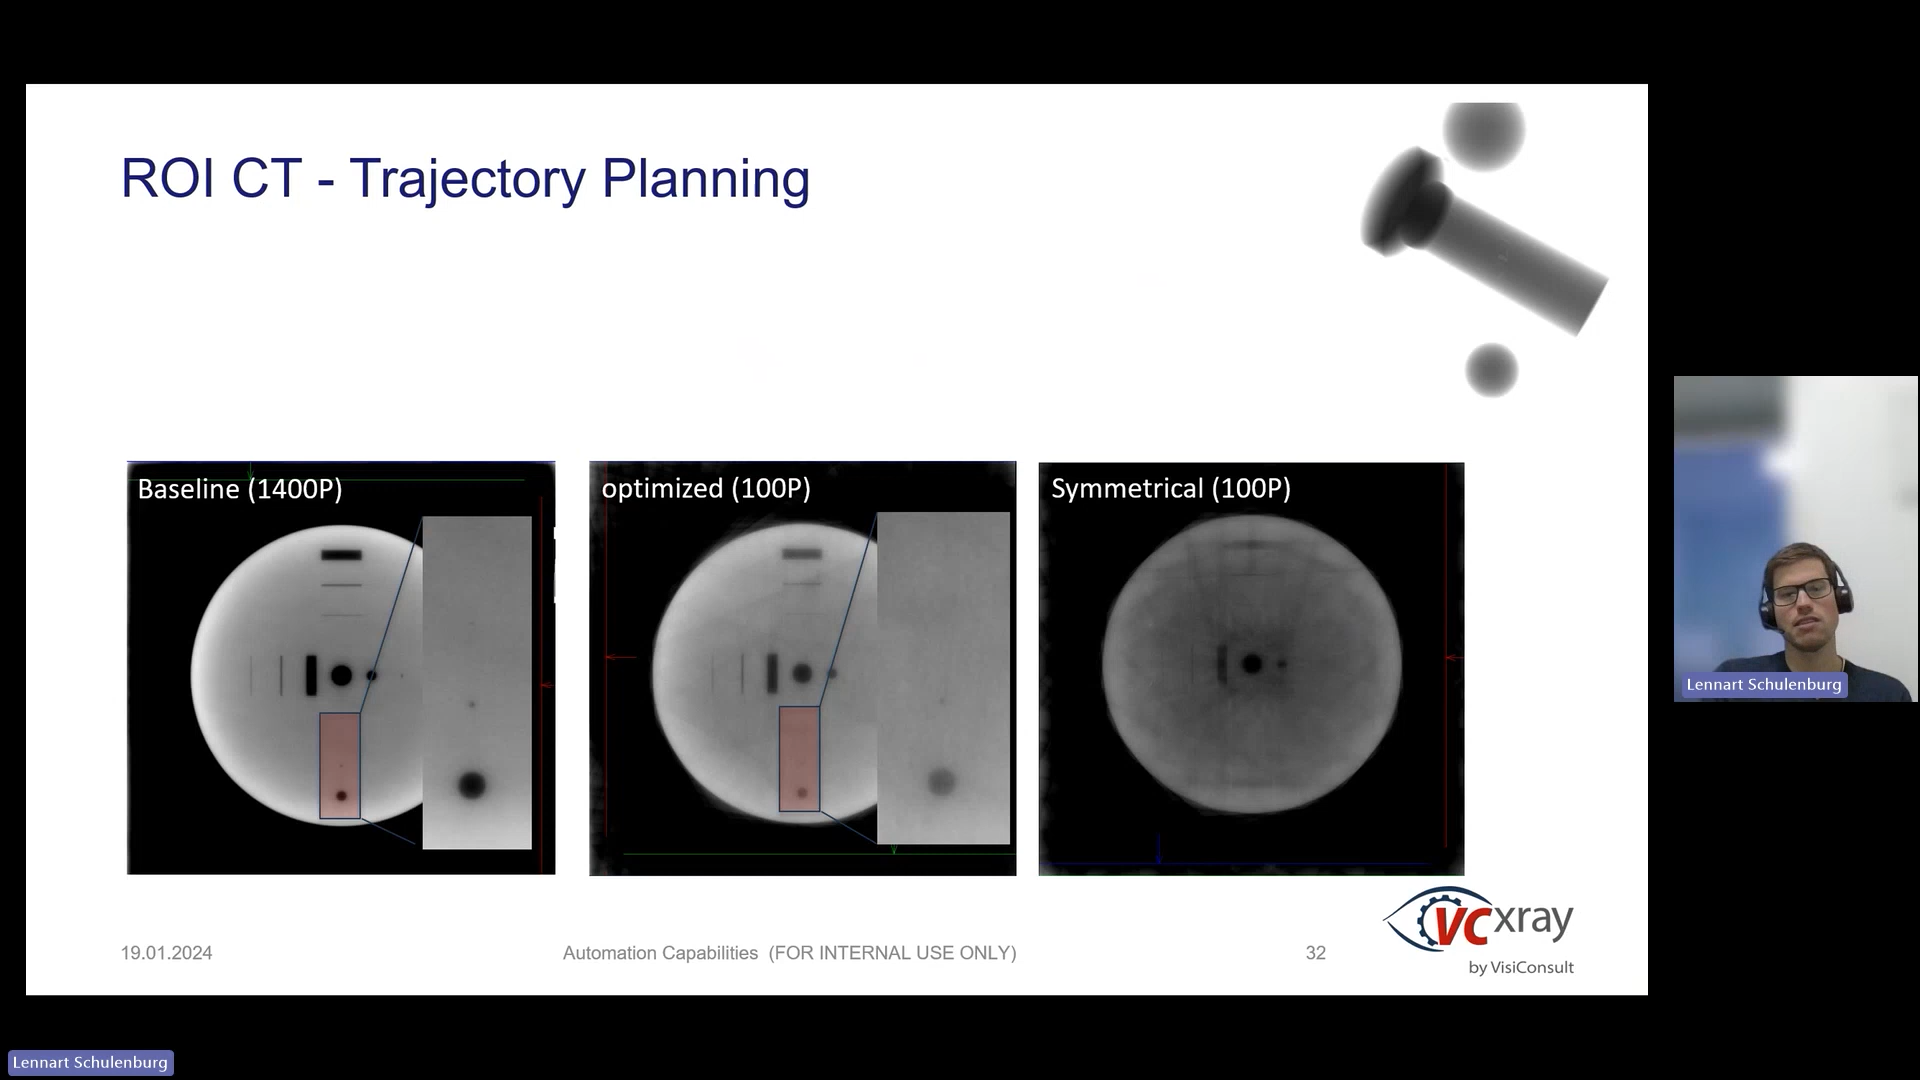 ROI CT - Trajectory Planning
Baseline (1400P)
optimized (100P)
Symmetrical (100P)
Lennart Schulenburg
VCxray
by VisiConsult
19.01.2024
Automation Capabilities (FOR INTERNAL USE ONLY)
32
Lennart Schulenburg